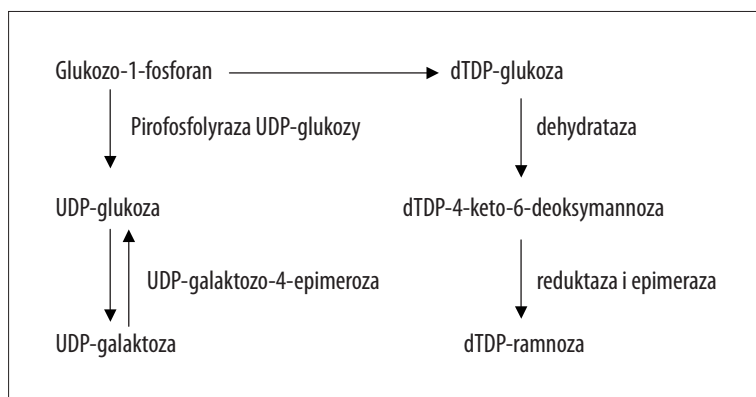 Glukozo-1-fosforan
dTDP-glukoza
Pirofosfolyraza UDP-glukozy
dehydrataza
UDP-glukoza
dTDP-4-keto-6-deoksymannoza
UDP-galaktozo-4-epimeroza
reduktaza i epimeraza
UDP-galaktoza
dTDP-ramnoza